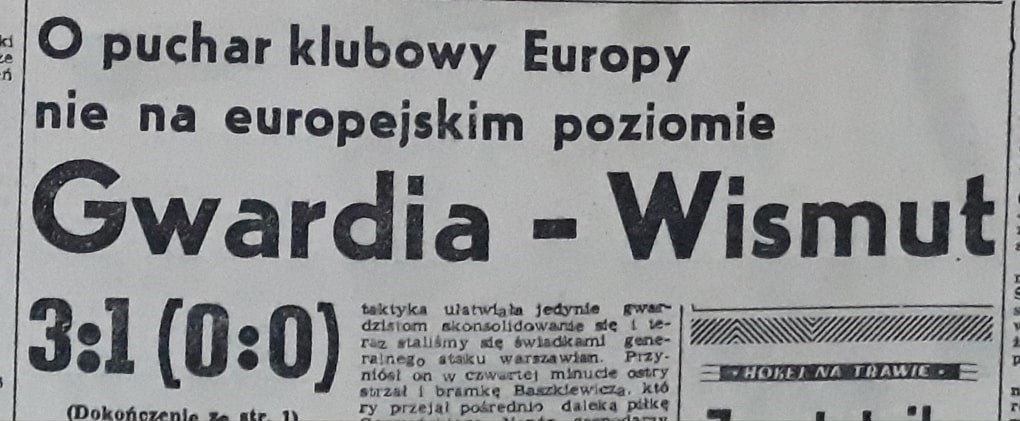 O puchar klubowy Europy
nie na europejskim poziomie
Gwardia - Wismut
3:1 (0:0)
(Dokończenie ze str. 1)
taktyka ułatwiała jedynie gwar-
dzistom skonsolidowanie się i te-
raz staliśmy się świadkami gene-
ralnego ataku warszawian. Przy-
niósł on w czwartej minucie ostry
strzał i bramkę Baszkiewicza, któ
ry przejął pośrednio daleką piłkę
HOKEJ NA TRAWIE